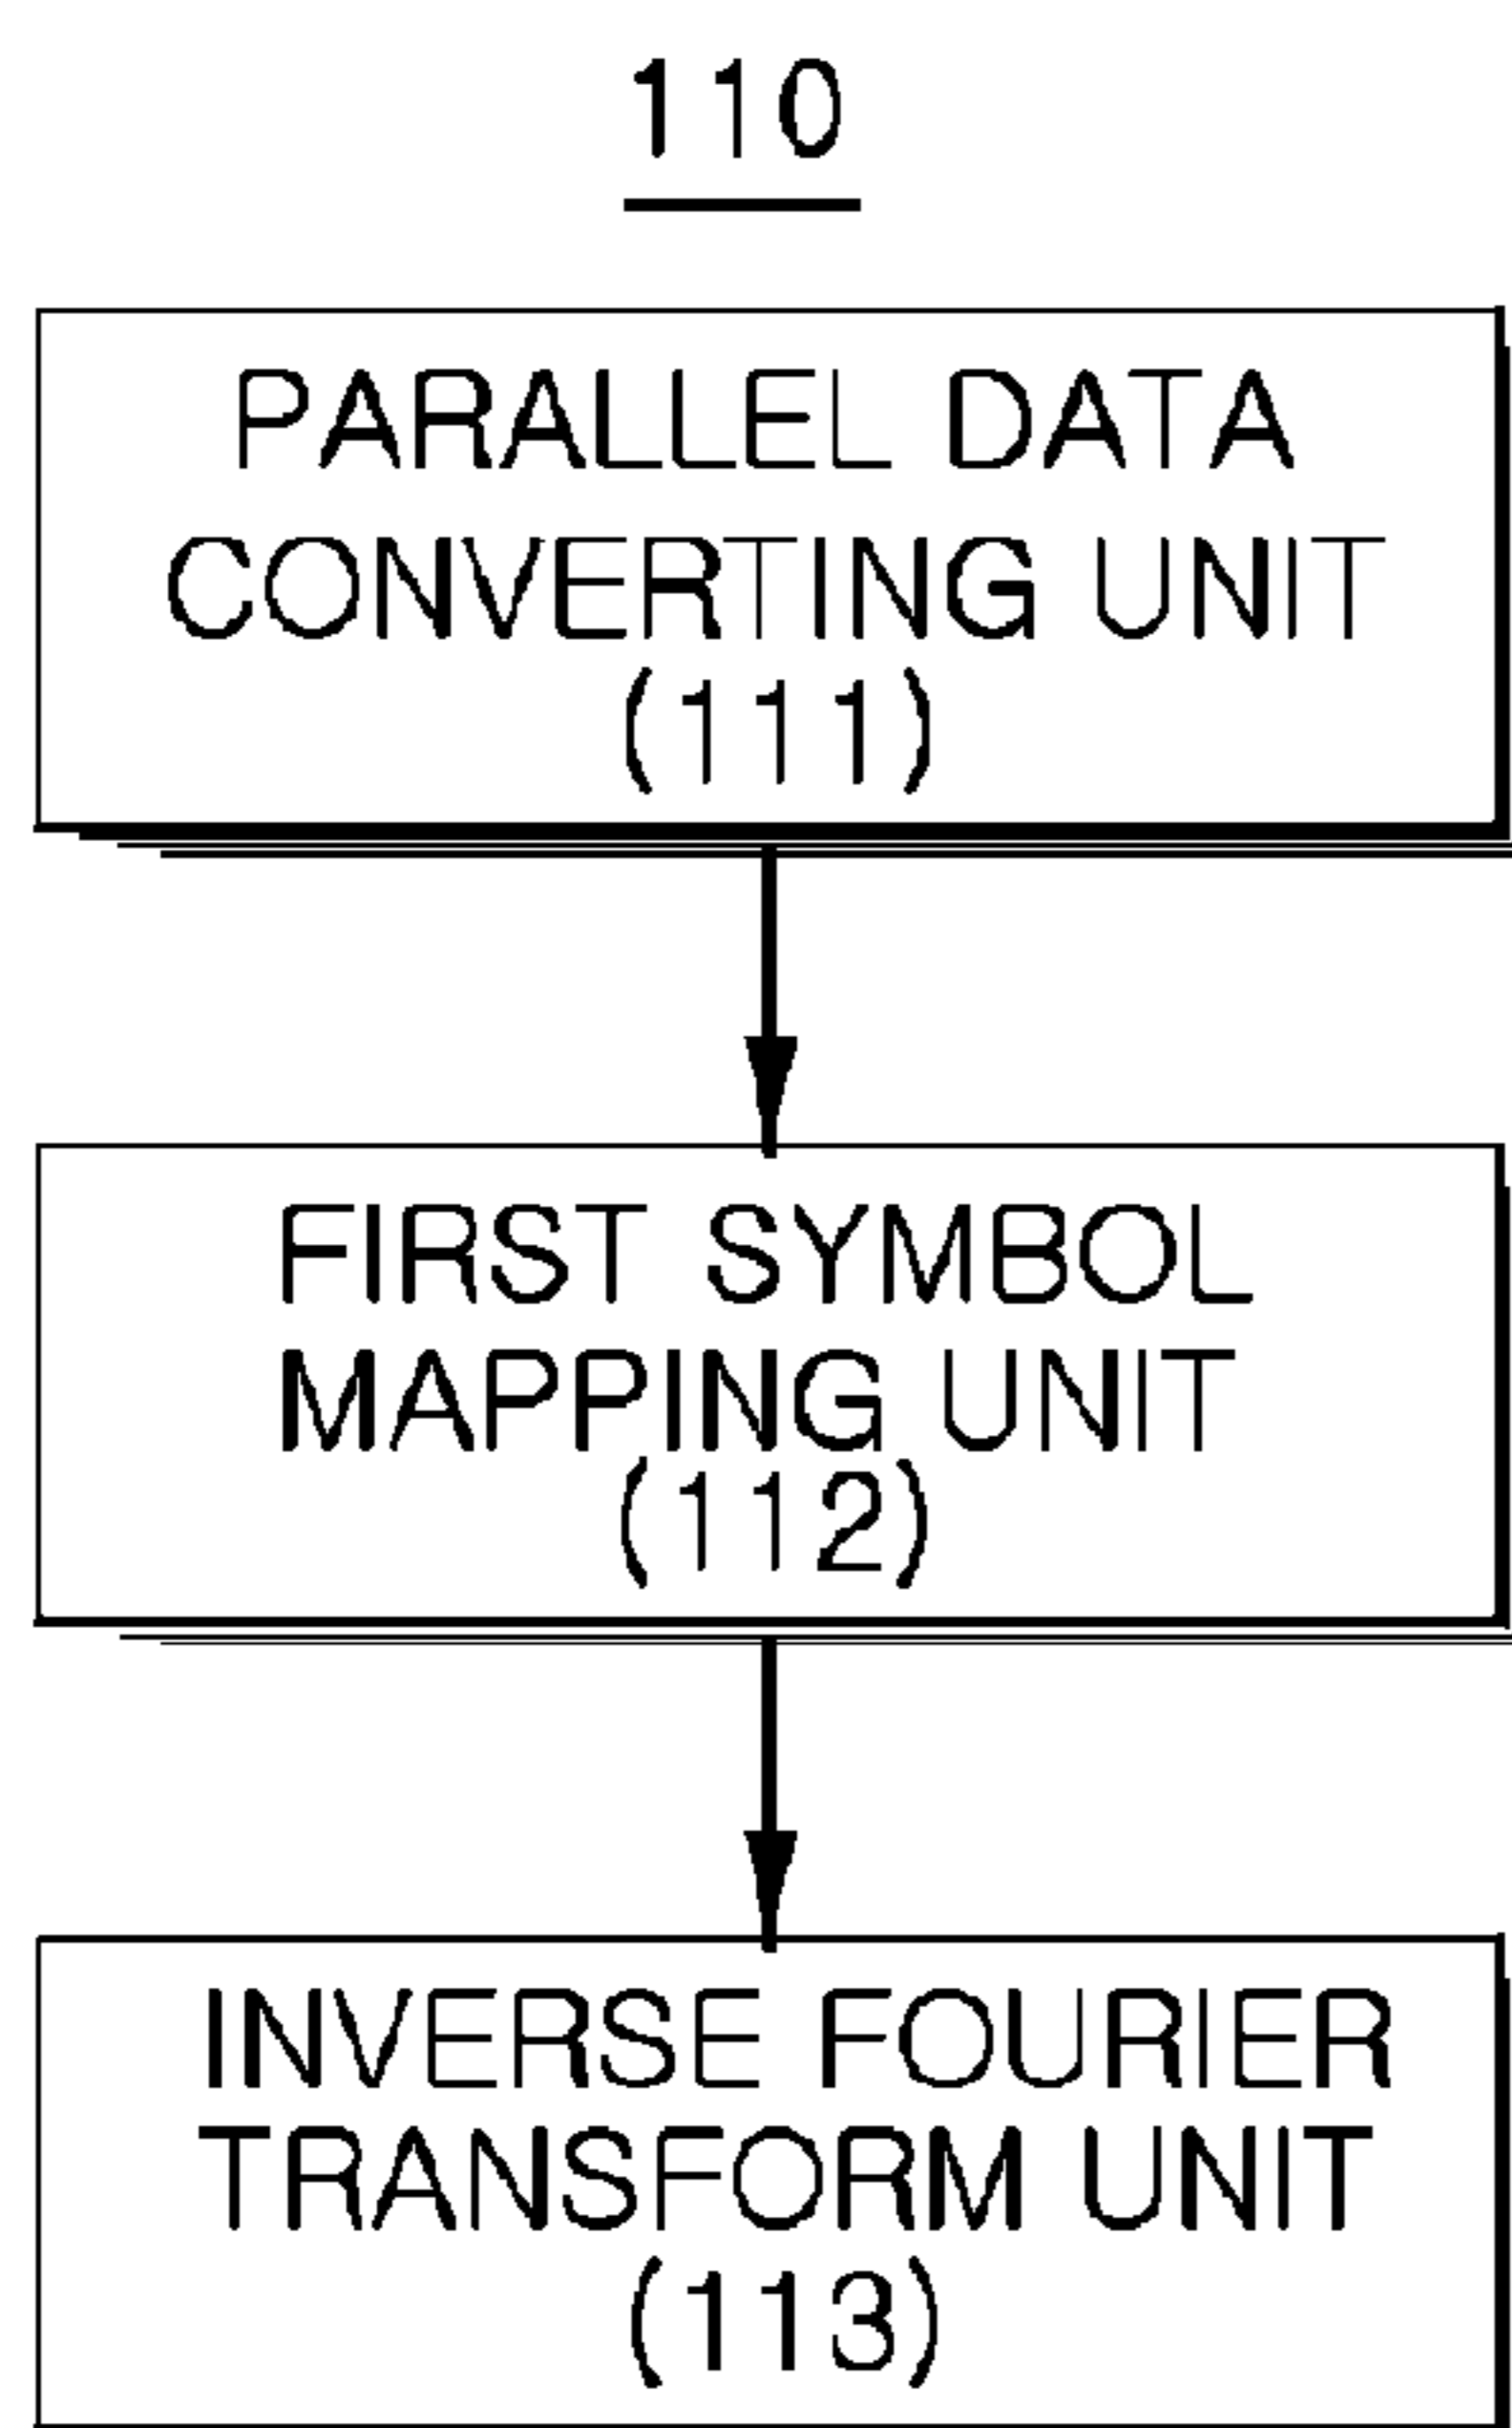 110
PARALLEL DATA
CONVERTING UNIT
(111)
FIRST SYMBOL
MAPPING UNIT
(112)
INVERSE FOURIER
TRANSFORM UNIT
(113)